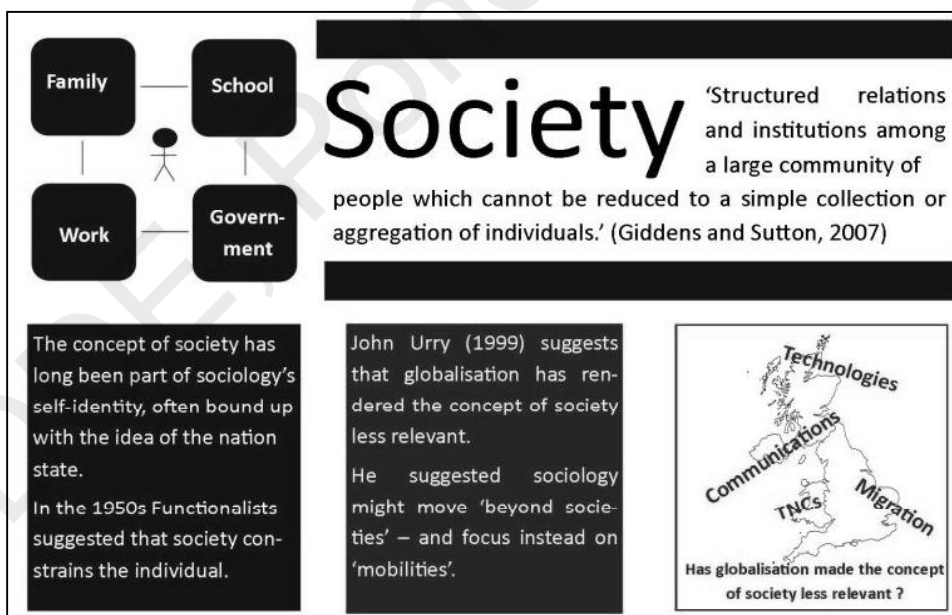 Family
School
Work
Govern-
ment
Society
'Structured relations
and institutions among
a large community of
people which cannot be reduced to a simple collection or
aggregation of individuals.' (Giddens and Sutton, 2007)
The concept of society has
long been part of sociology's
self-identity, often bound up
with the idea of the nation
state.
In the 1950s Functionalists
suggested that society con-
strains the individual.
John Urry (1999) suggests
that globalisation has ren-
dered the concept of society
less relevant.
He suggested sociology
might move 'beyond socie-
ties' – and focus instead on
'mobilities'.
Technologies
Communications
TNCs
Migration
Has globalisation made the concept
of society less relevant ?